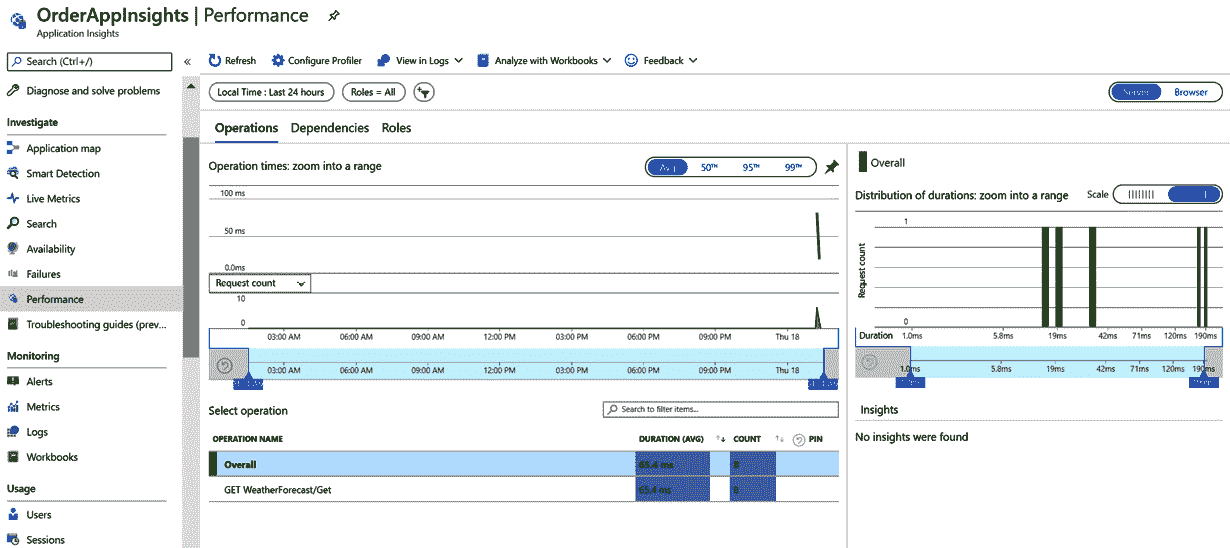 OrderAppInsights | Performance
Application Insights
Search (Ctrl+/)
«
Refresh
Configure Profiler
View in Logs
Analyze with Workbooks
Feedback
Diagnose and solve problems
Investigate
Application map
Smart Detection
Live Metrics
Search
Availability
Failures
Performance
Troubleshooting guides (prev...
Monitoring
Alerts
Metrics
Logs
Workbooks
Usage
Users
Sessions
Local Time : Last 24 hours
Roles = All
Server
Browser
Operations
Dependencies
Roles
Operation times: zoom into a range
Avg
50TH
95TH
99TH
100 ms
50 ms
0.0ms
Request count
10
0
03:00 AM 06:00 AM 09:00 AM 12:00 PM 03:00 PM 06:00 PM 09:00 PM Thu 18
03:00 AM 06:00 AM 09:00 AM 12:00 PM 03:00 PM 06:00 PM 09:00 PM Thu 18
Select operation
Search to filter items...
OPERATION NAME DURATION (AVG) COUNT PIN
Overall 65.4 ms 8
GET WeatherForecast/Get 65.4 ms 8
Overall
Distribution of durations: zoom into a range
Scale
Request count
1
0
Duration 1.0ms 5.8ms 19ms 42ms 71ms 120ms 190ms
1.0ms 5.8ms 19ms 42ms 71ms 120ms 190ms
Insights
No insights were found